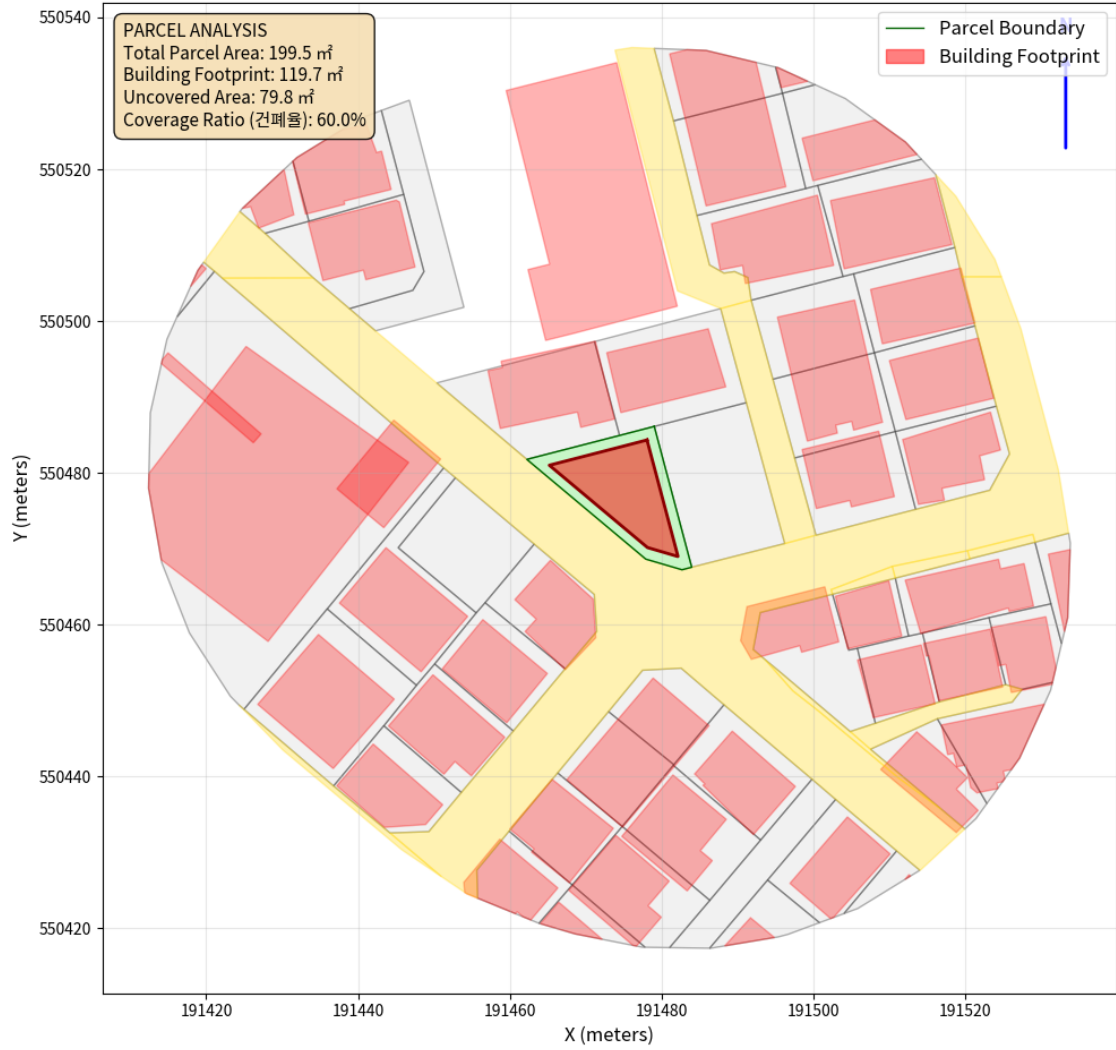 PARCEL ANALYSIS
Total Parcel Area: 199.5 ㎡
Building Footprint: 119.7 ㎡
Uncovered Area: 79.8 ㎡
Coverage Ratio (건폐율): 60.0%
Parcel Boundary
Building Footprint
550540
550520
550500
550480
550460
550440
550420
Y (meters)
191420
191440
191460
191480
191500
191520
X (meters)